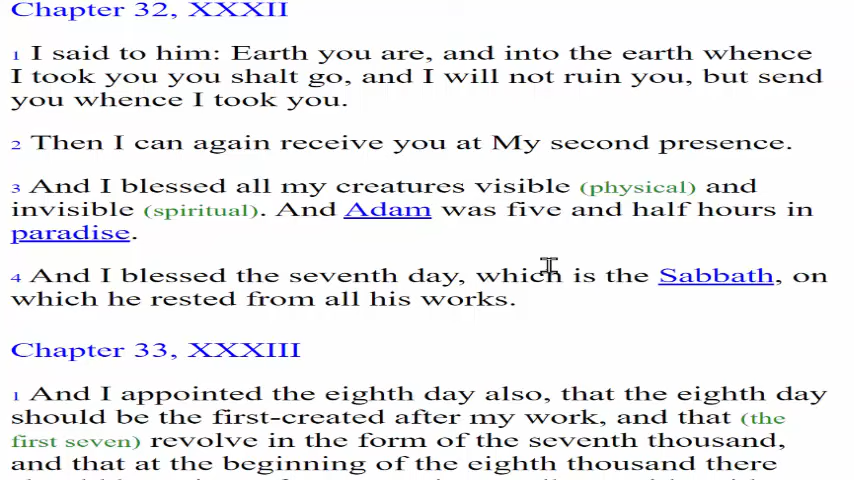 Chapter 32, XXXII
1 I said to him: Earth you are, and into the earth whence
I took you you shalt go, and I will not ruin you, but send
you whence I took you.
2 Then I can again receive you at My second presence.
3 And I blessed all my creatures visible (physical) and
invisible (spiritual). And Adam was five and half hours in
paradise.
4 And I blessed the seventh day, which is the Sabbath, on
which he rested from all his works.
Chapter 33, XXXIII
1 And I appointed the eighth day also, that the eighth day
should be the first-created after my work, and that (the
first seven) revolve in the form of the seventh thousand,
and that at the beginning of the eighth thousand there